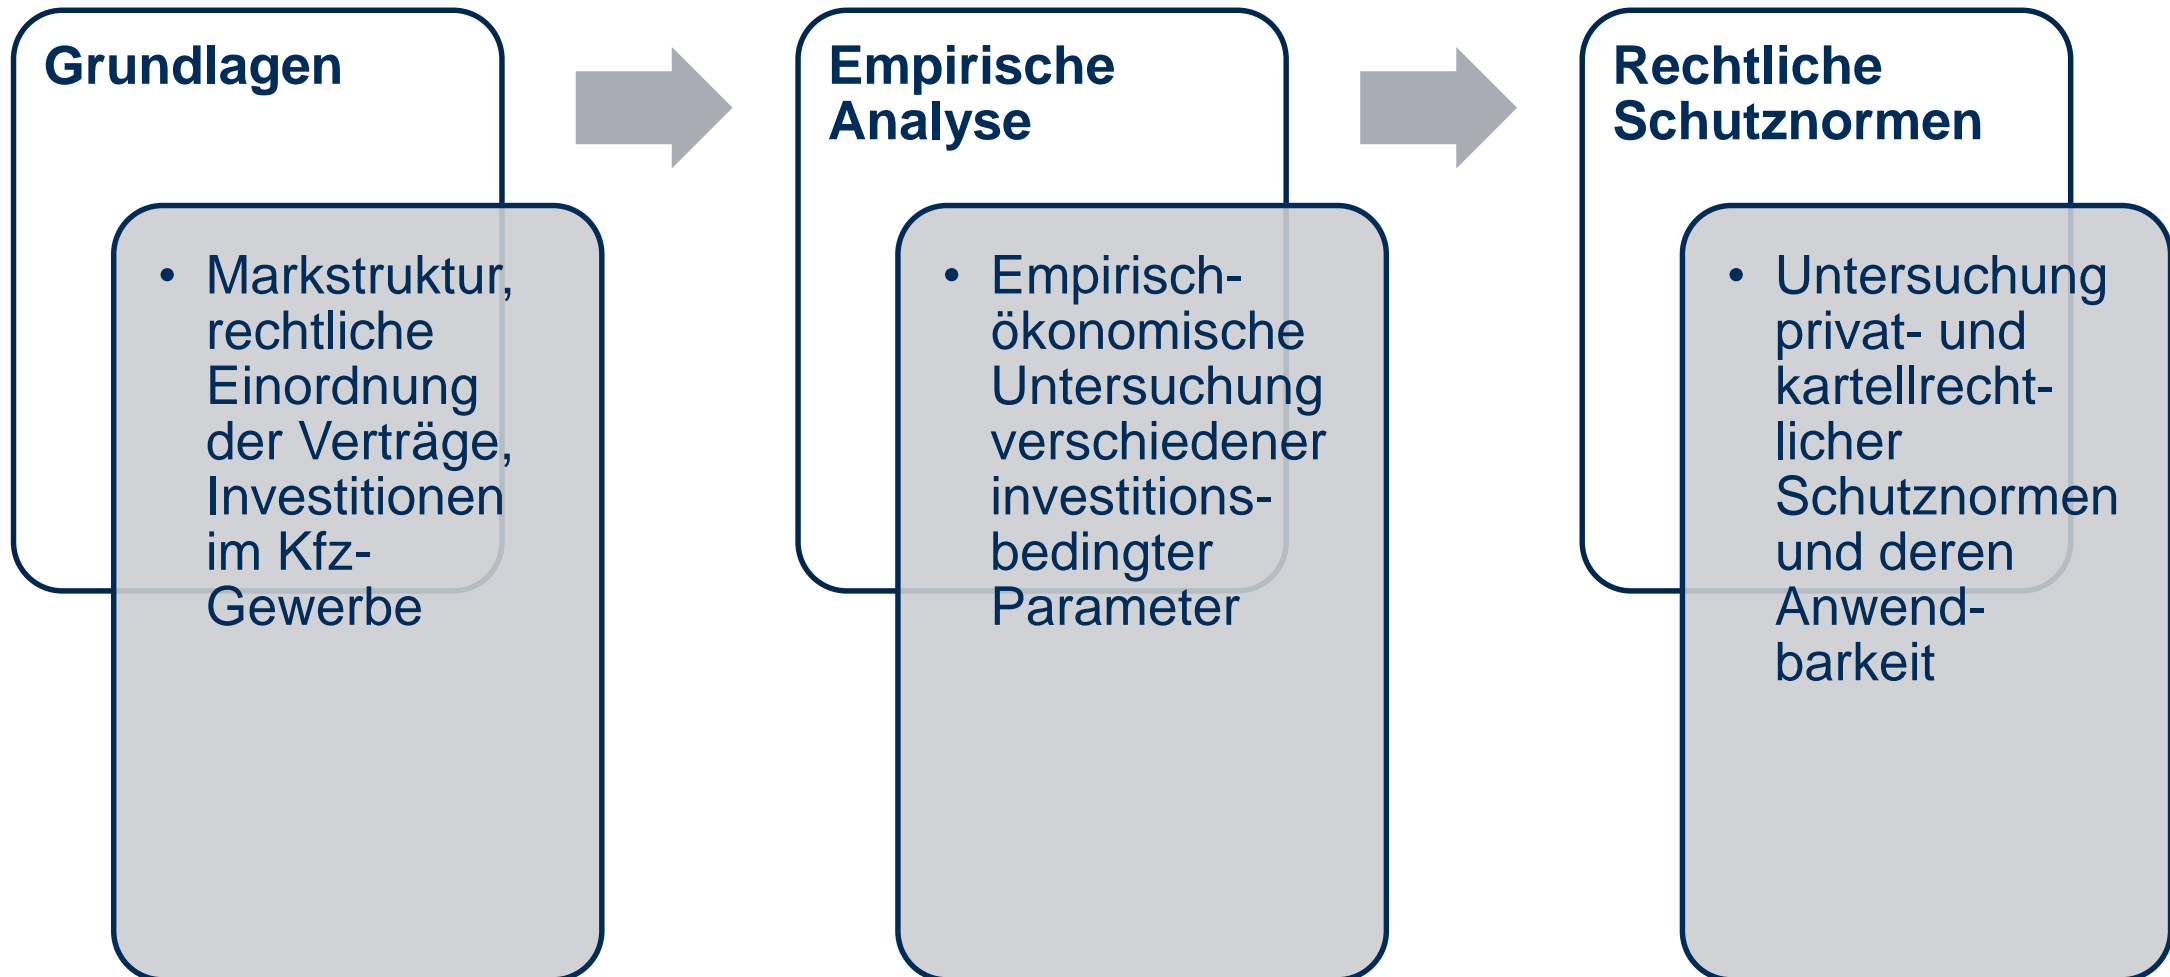 Grundlagen
• Markstruktur,
rechtliche
Einordnung
der Verträge,
Investitionen
im Kfz-
Gewerbe
Empirische
Analyse
• Empirisch-
ökonomische
Untersuchung
verschiedener
investitions-
bedingter
Parameter
Rechtliche
Schutznormen
• Untersuchung
privat- und
kartellrecht-
licher
Schutznormen
und deren
Anwend-
barkeit